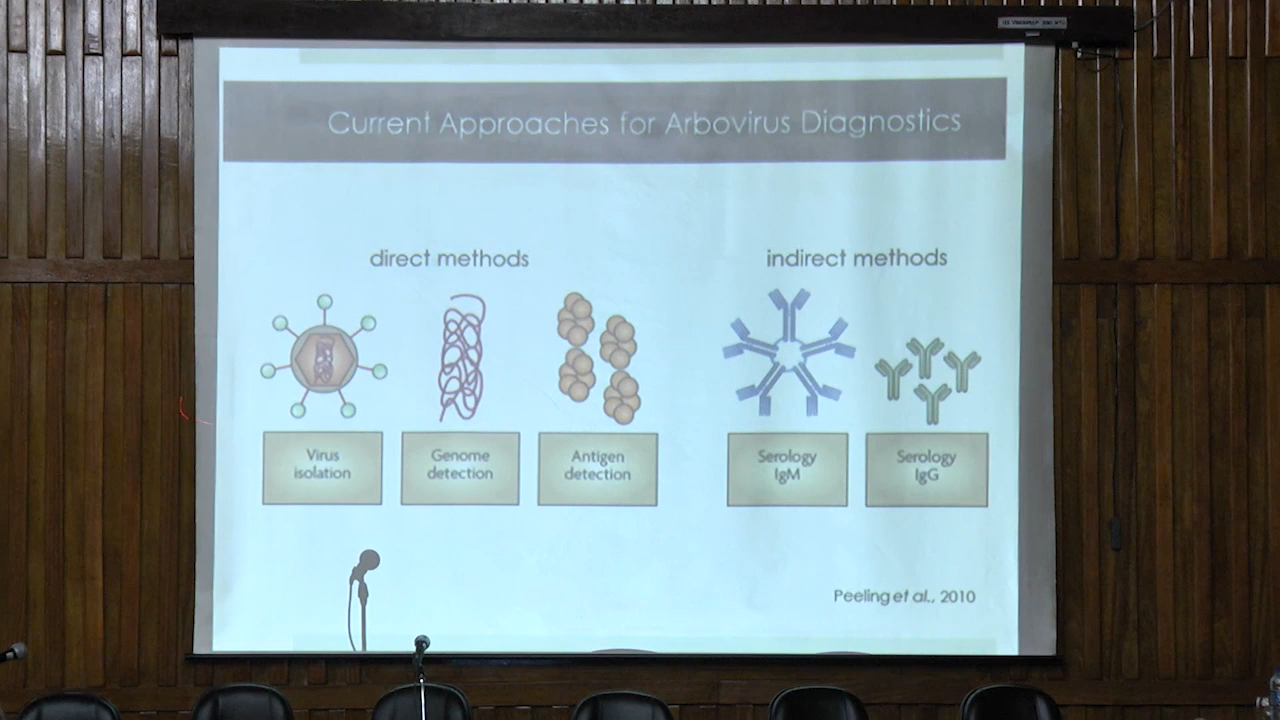 Current Approaches for Arbovirus Diagnostics
direct methods
indirect methods
Virus
isolation
Genome
detection
Antigen
detection
Serology
IgM
Serology
IgG
Peeling et al., 2010